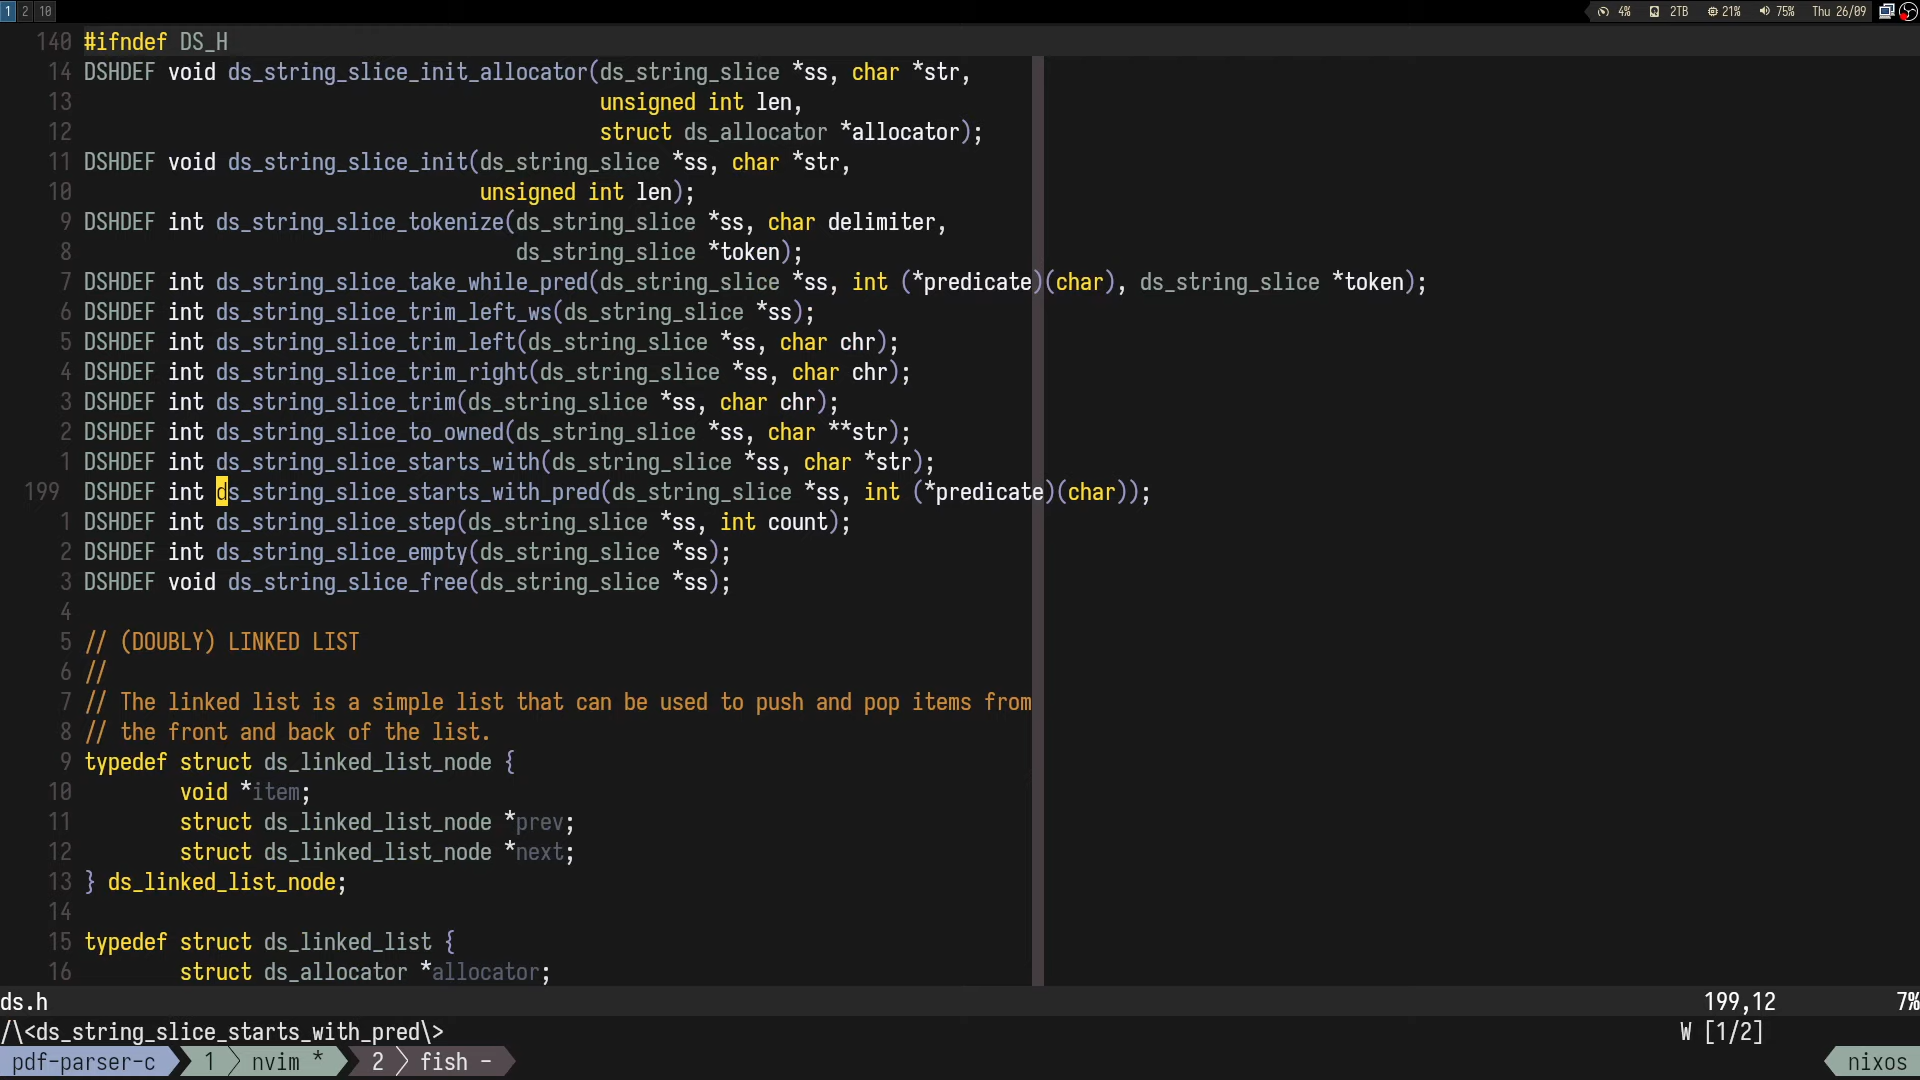 1 2 10 4% 2TB 21% 75% Thu 26/09
140 #ifndef DS_H
14 DSHDEF void ds_string_slice_init_allocator(ds_string_slice *ss, char *str,
13 unsigned int len,
12 struct ds_allocator *allocator);
11 DSHDEF void ds_string_slice_init(ds_string_slice *ss, char *str,
10 unsigned int len);
9 DSHDEF int ds_string_slice_tokenize(ds_string_slice *ss, char delimiter,
8 ds_string_slice *token);
7 DSHDEF int ds_string_slice_take_while_pred(ds_string_slice *ss, int (*predicate)(char), ds_string_slice *token);
6 DSHDEF int ds_string_slice_trim_left_ws(ds_string_slice *ss);
5 DSHDEF int ds_string_slice_trim_left(ds_string_slice *ss, char chr);
4 DSHDEF int ds_string_slice_trim_right(ds_string_slice *ss, char chr);
3 DSHDEF int ds_string_slice_trim(ds_string_slice *ss, char chr);
2 DSHDEF int ds_string_slice_to_owned(ds_string_slice *ss, char **str);
1 DSHDEF int ds_string_slice_starts_with(ds_string_slice *ss, char *str);
199 DSHDEF int ds_string_slice_starts_with_pred(ds_string_slice *ss, int (*predicate)(char));
1 DSHDEF int ds_string_slice_step(ds_string_slice *ss, int count);
2 DSHDEF int ds_string_slice_empty(ds_string_slice *ss);
3 DSHDEF void ds_string_slice_free(ds_string_slice *ss);
4
5 // (DOUBLY) LINKED LIST
6 //
7 // The linked list is a simple list that can be used to push and pop items from
8 // the front and back of the list.
9 typedef struct ds_linked_list_node {
10 void *item;
11 struct ds_linked_list_node *prev;
12 struct ds_linked_list_node *next;
13 } ds_linked_list_node;
14
15 typedef struct ds_linked_list {
16 struct ds_allocator *allocator;
ds.h 199,12 7%
/\<ds_string_slice_starts_with_pred\> W [1/2]
pdf-parser-c 1 nvim * 2 fish - nixos